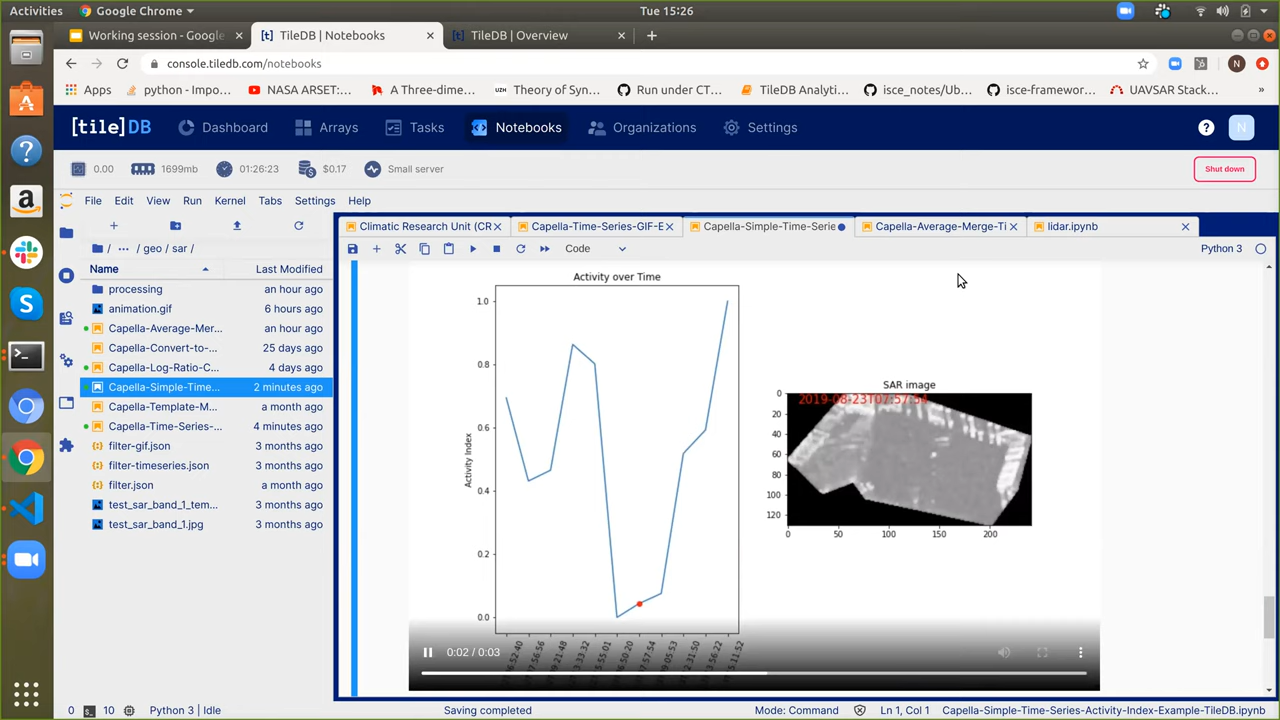 Activities
Google Chrome
Tue 15:26
Working session - Google
TileDB | Notebooks
TileDB | Overview
console.tiledb.com/notebooks
N
Apps
python - Impo...
NASA ARSET:...
A Three-dime...
UZH Theory of Syn...
Run under CT...
TileDB Analyti...
isce_notes/Ub...
isce-framewor...
UAVSAR Stack...
»
[tile]DB
Dashboard
Arrays
Tasks
Notebooks
Organizations
Settings
?
N
0.00
1699mb
01:26:23
$0.17
Small server
Shut down
File
Edit
View
Run
Kernel
Tabs
Settings
Help
/ ··· / geo / sar /
Name
Last Modified
processing an hour ago
animation.gif 6 hours ago
Capella-Average-Mer... an hour ago
Capella-Convert-to-... 25 days ago
Capella-Log-Ratio-C... 4 days ago
Capella-Simple-Time... 2 minutes ago
Capella-Template-M... a month ago
Capella-Time-Series-... 4 minutes ago
filter-gif.json 3 months ago
filter-timeseries.json 3 months ago
filter.json a month ago
test_sar_band_1_tem... 3 months ago
test_sar_band_1.jpg 3 months ago
Climatic Research Unit (CR
Capella-Time-Series-GIF-E
Capella-Simple-Time-Serie
Capella-Average-Merge-Ti
lidar.ipynb
Code
Python 3
Activity over Time
Activity Index
1.0
0.8
0.6
0.4
0.2
0.0
SAR image
2019-08-23T07:57:54
0
20
40
60
80
100
120
0 50 100 150 200
0:02 / 0:03
0
10
Python 3 | Idle
Saving completed
Mode: Command
Ln 1, Col 1
Capella-Simple-Time-Series-Activity-Index-Example-TileDB.ipynb